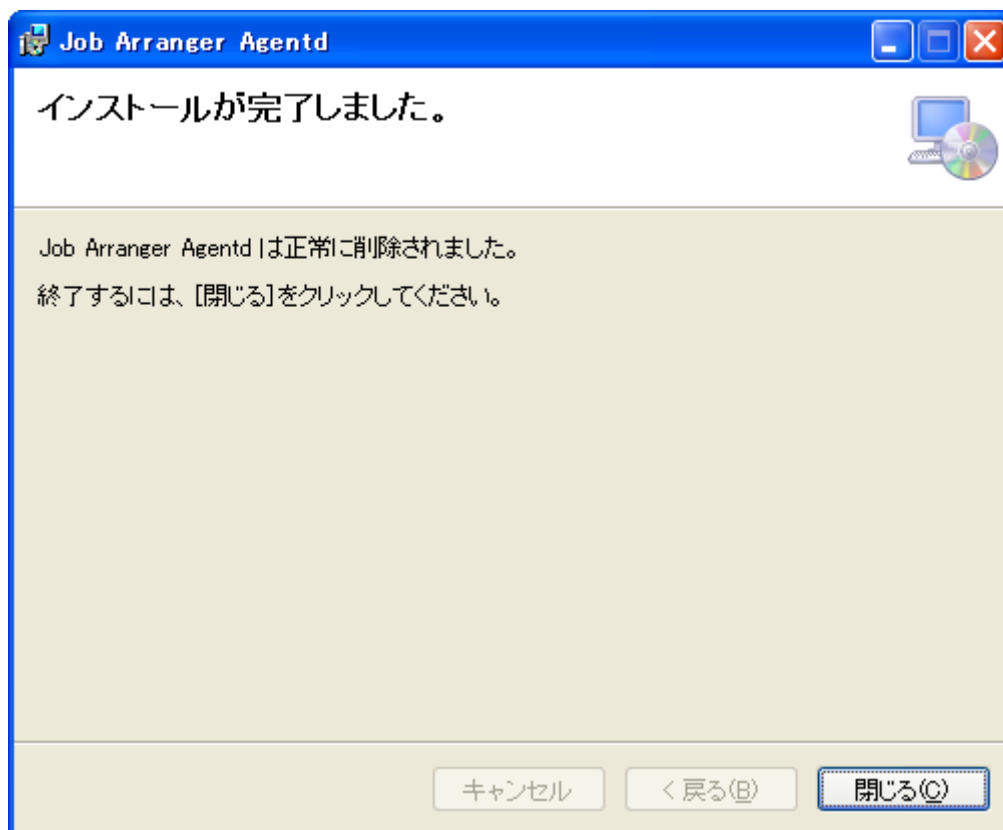 Job Arranger Agentd
インストールが完了しました。
Job Arranger Agentd は正常に削除されました。
終了するには、[閉じる]をクリックしてください。
キャンセル
< 戻る(B)
閉じる(C)